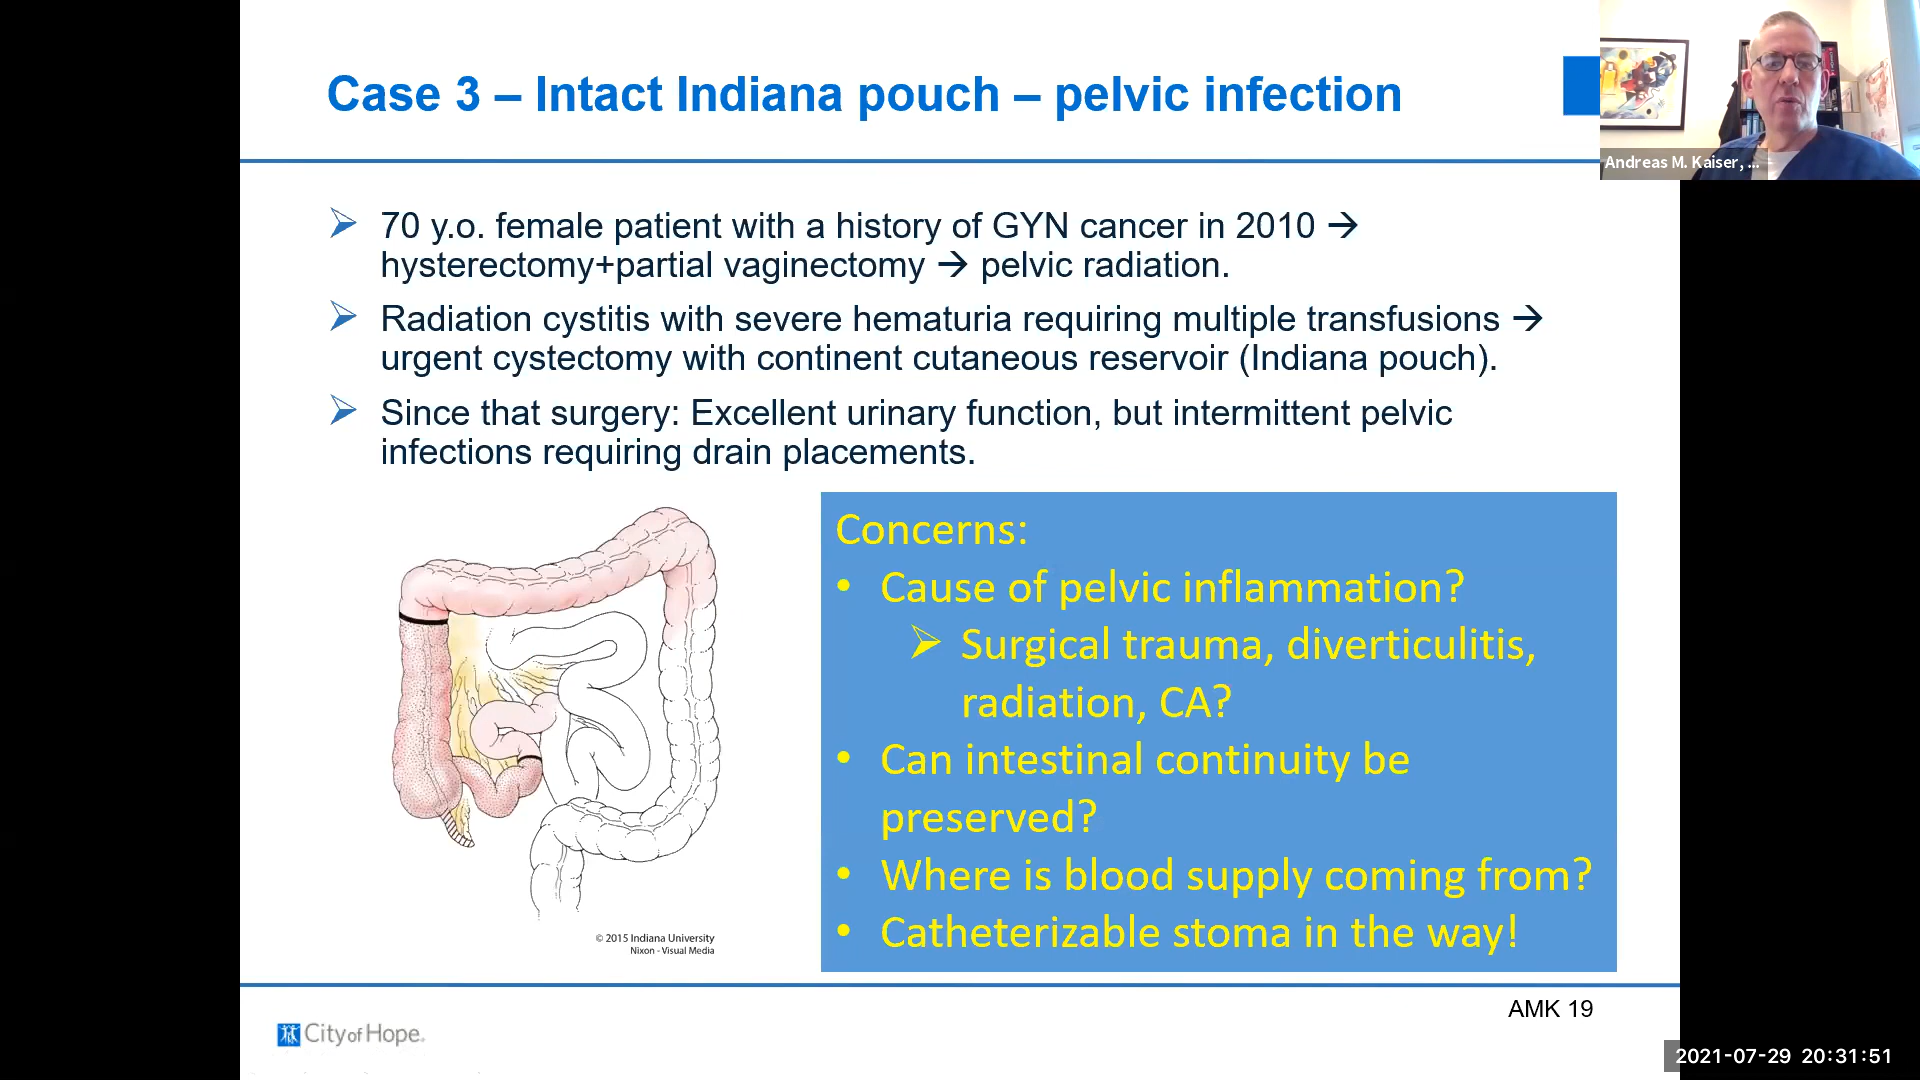 Case 3 – Intact Indiana pouch – pelvic infection
Andreas M. Kaiser, ...
➢ 70 y.o. female patient with a history of GYN cancer in 2010 →
hysterectomy+partial vaginectomy → pelvic radiation.
➢ Radiation cystitis with severe hematuria requiring multiple transfusions →
urgent cystectomy with continent cutaneous reservoir (Indiana pouch).
➢ Since that surgery: Excellent urinary function, but intermittent pelvic
infections requiring drain placements.
© 2015 Indiana University
Nixon - Visual Media
Concerns:
• Cause of pelvic inflammation?
➢ Surgical trauma, diverticulitis,
radiation, CA?
• Can intestinal continuity be
preserved?
• Where is blood supply coming from?
• Catheterizable stoma in the way!
AMK 19
City of Hope.
2021-07-29 20:31:51